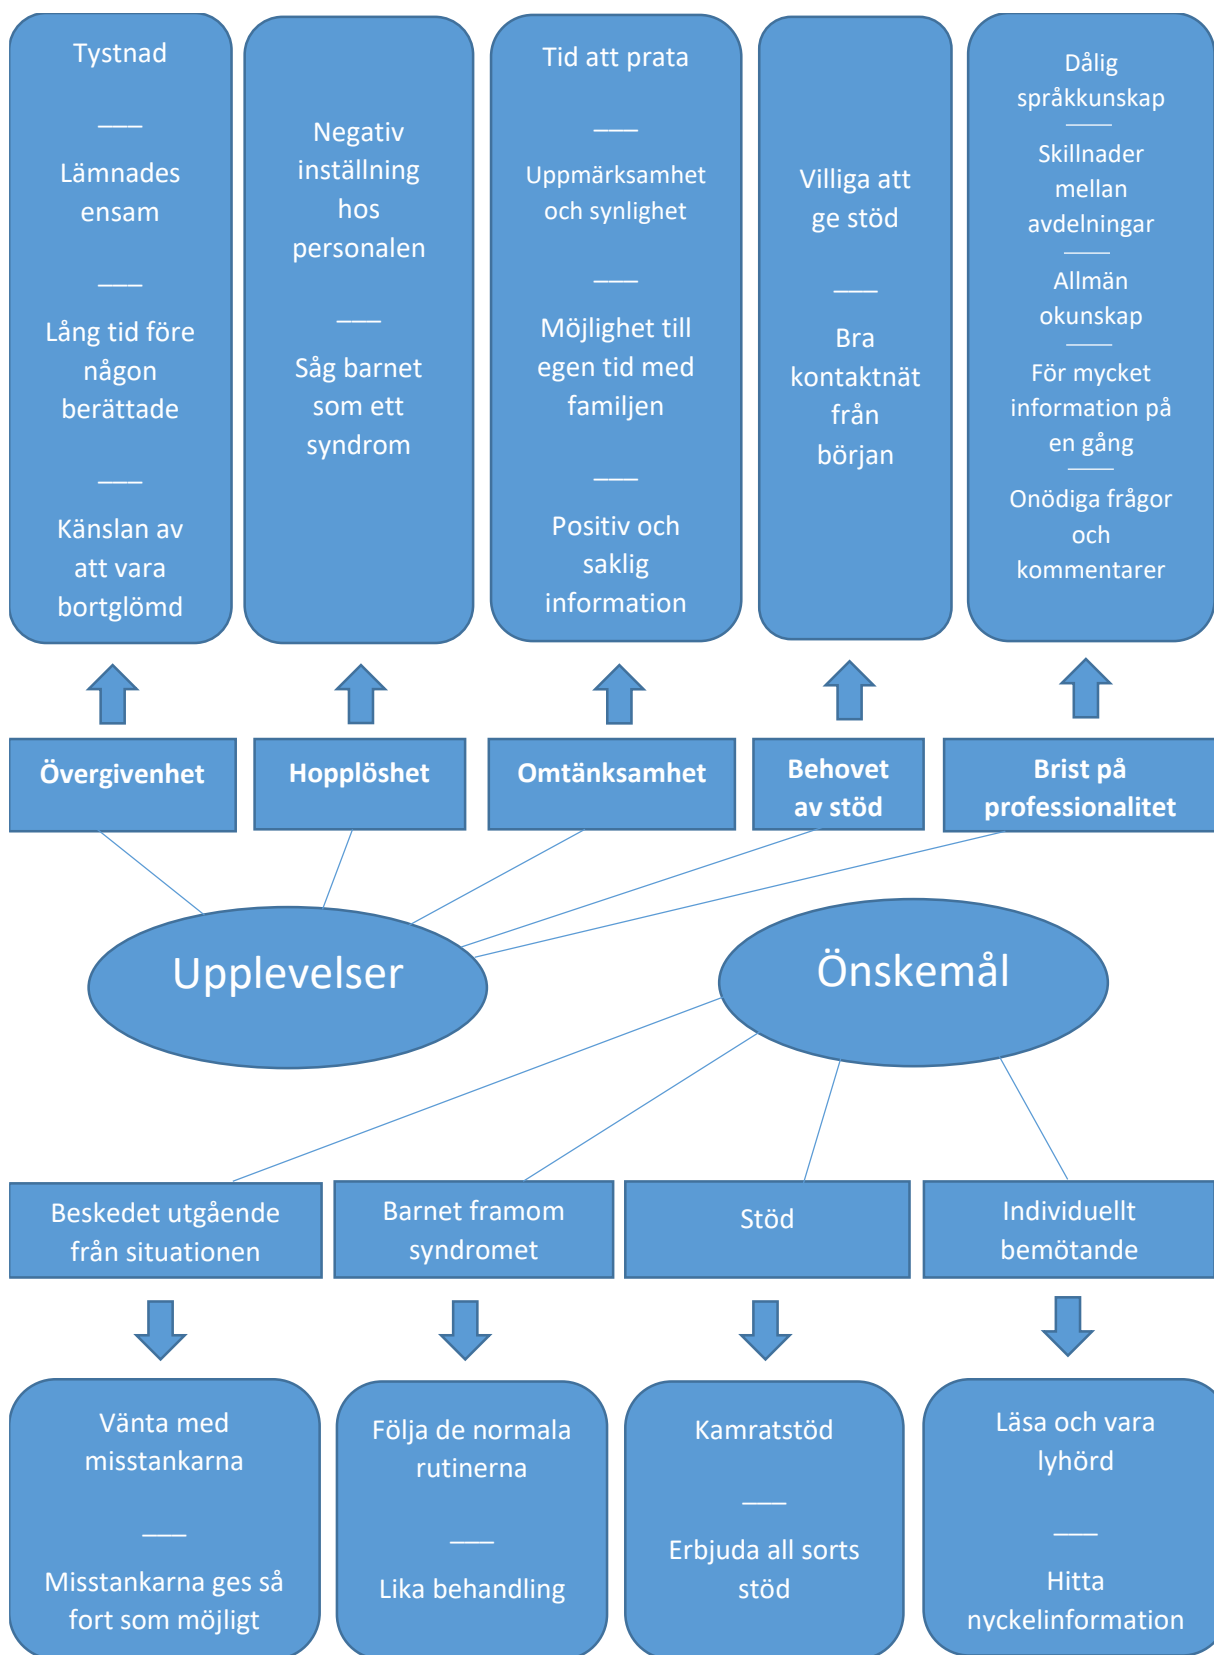 Tystnad
___
Lämnades
ensam
___
Lång tid före
någon
berättade
___
Känslan av
att vara
bortglömd
Negativ
inställning
hos
personalen
___
Såg barnet
som ett
syndrom
Tid att prata
___
Uppmärksamhet
och synlighet
___
Möjlighet till
egen tid med
familjen
___
Positiv och
saklig
information
Villiga att
ge stöd
___
Bra
kontaktnät
från
början
Dålig
språkkunskap
___
Skillnader
mellan
avdelningar
___
Allmän
okunskap
___
För mycket
information på
en gång
___
Onödiga frågor
och
kommentarer
Övergivenhet
Hopplöshet
Omtänksamhet
Behovet
av stöd
Brist på
professionalitet
Upplevelser
Önskemål
Beskedet utgående
från situationen
Barnet framom
syndromet
Stöd
Individuellt
bemötande
Vänta med
misstankarna
___
Misstankarna ges så
fort som möjligt
Följa de normala
rutinerna
___
Lika behandling
Kamratstöd
___
Erbjuda all sorts
stöd
Läsa och vara
lyhörd
___
Hitta
nyckelinformation